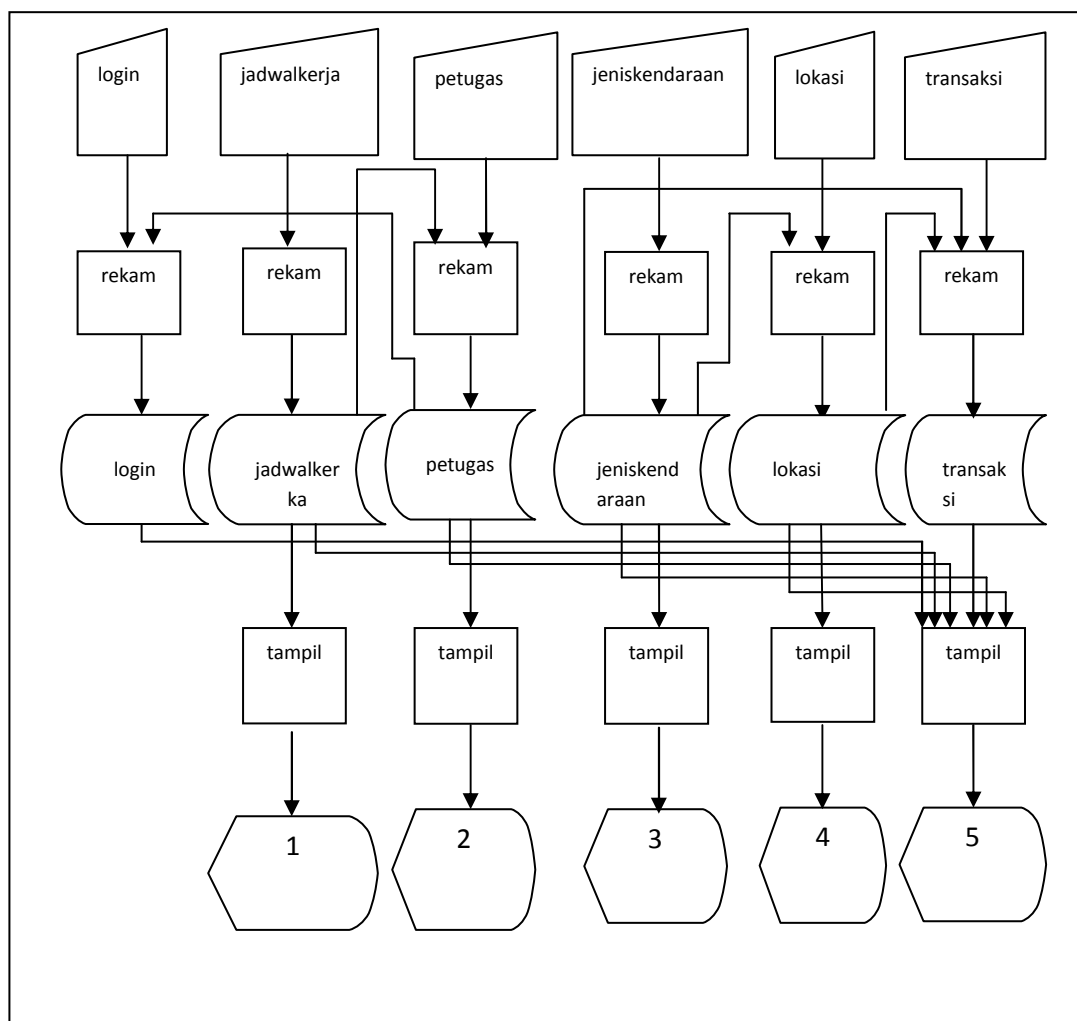 login
jadwalkerja
petugas
jeniskendaraan
lokasi
transaksi
rekam
rekam
rekam
rekam
rekam
rekam
login
jadwalker
ka
petugas
jeniskend
araan
lokasi
transak
si
tampil
tampil
tampil
tampil
tampil
1
2
3
4
5